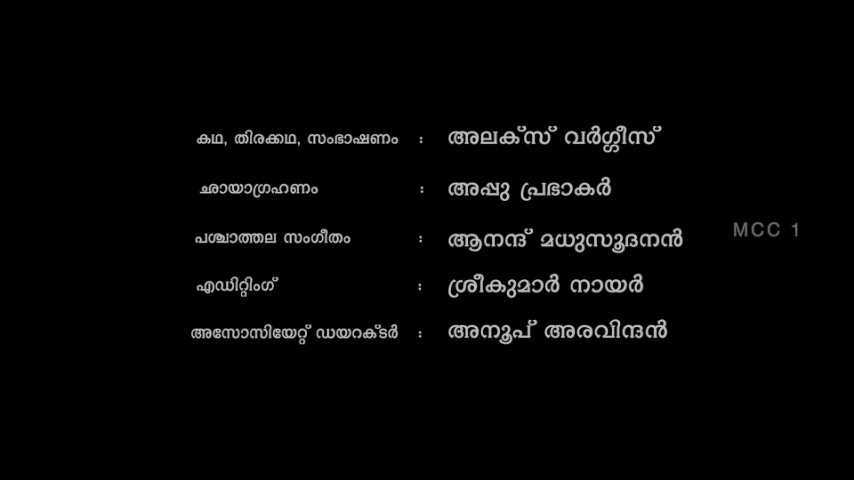 കഥ, തിരക്കഥ, സംഭാഷണം : അലക്സ് വർഗ്ഗീസ്
ഛായാഗ്രഹണം : അപ്പു പ്രഭാകർ
പശ്ചാത്തല സംഗീതം : ആനന്ദ് മധുസൂദനൻ
MCC 1
എഡിറ്റിംഗ് : ശ്രീകുമാർ നായർ
അസോസിയേറ്റ് ഡയറക്ടർ : അനൂപ് അരവിന്ദൻ